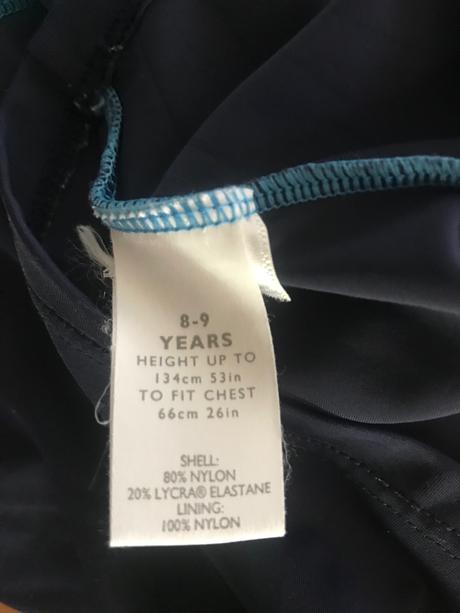 8-9
YEARS
HEIGHT UP TO
134cm 53in
TO FIT CHEST
66cm 26in
SHELL:
80% NYLON
20% LYCRA® ELASTANE
LINING:
100% NYLON